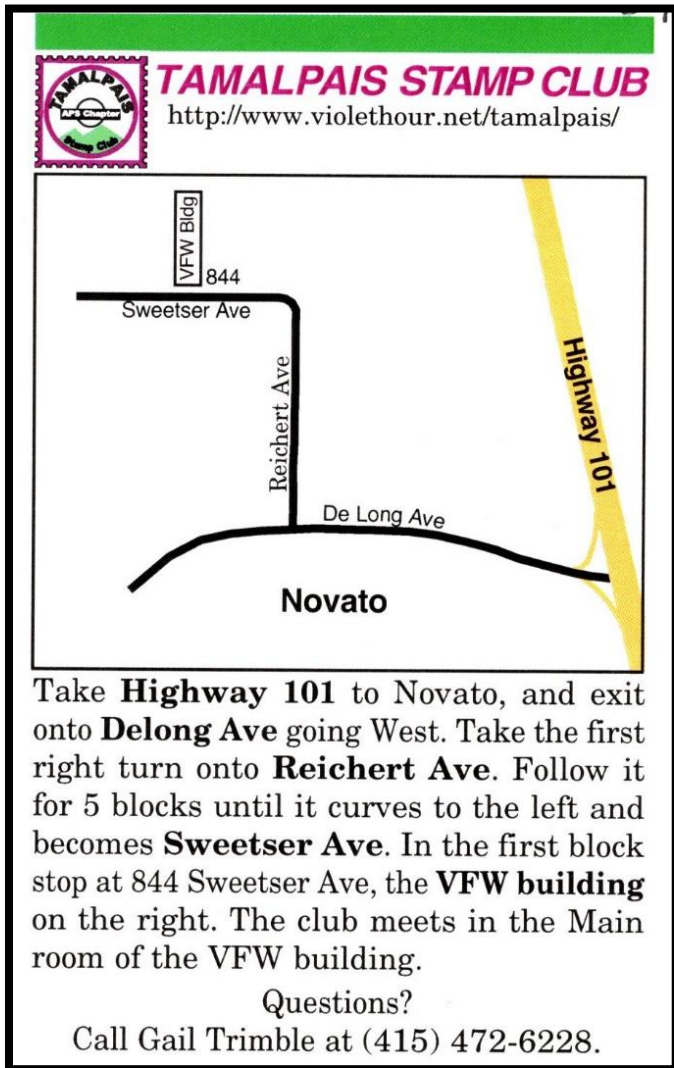 TAMALPAIS
APS Chapter
Stamp Club
TAMALPAIS STAMP CLUB
http://www.violethour.net/tamalpais/
VFW Bldg
844
Sweetser Ave
Reichert Ave
Highway 101
De Long Ave
Novato
Take Highway 101 to Novato, and exit
onto Delong Ave going West. Take the first
right turn onto Reichert Ave. Follow it
for 5 blocks until it curves to the left and
becomes Sweetser Ave. In the first block
stop at 844 Sweetser Ave, the VFW building
on the right. The club meets in the Main
room of the VFW building.
Questions?
Call Gail Trimble at (415) 472-6228.